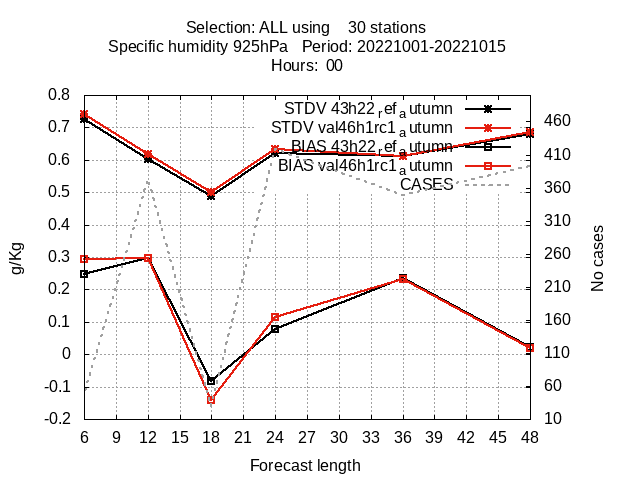 Selection: ALL using 30 stations
Specific humidity 925hPa Period: 20221001-20221015
Hours: 00
STDV 43h22ref_autumn
STDV val46h1rc1_autumn
BIAS 43h22ref_autumn
BIAS val46h1rc1_autumn
CASES
0.8
0.7
0.6
0.5
0.4
0.3
0.2
0.1
0
-0.1
-0.2
g/Kg
460
410
360
310
260
210
160
110
60
10
No cases
6 9 12 15 18 21 24 27 30 33 36 39 42 45 48
Forecast length